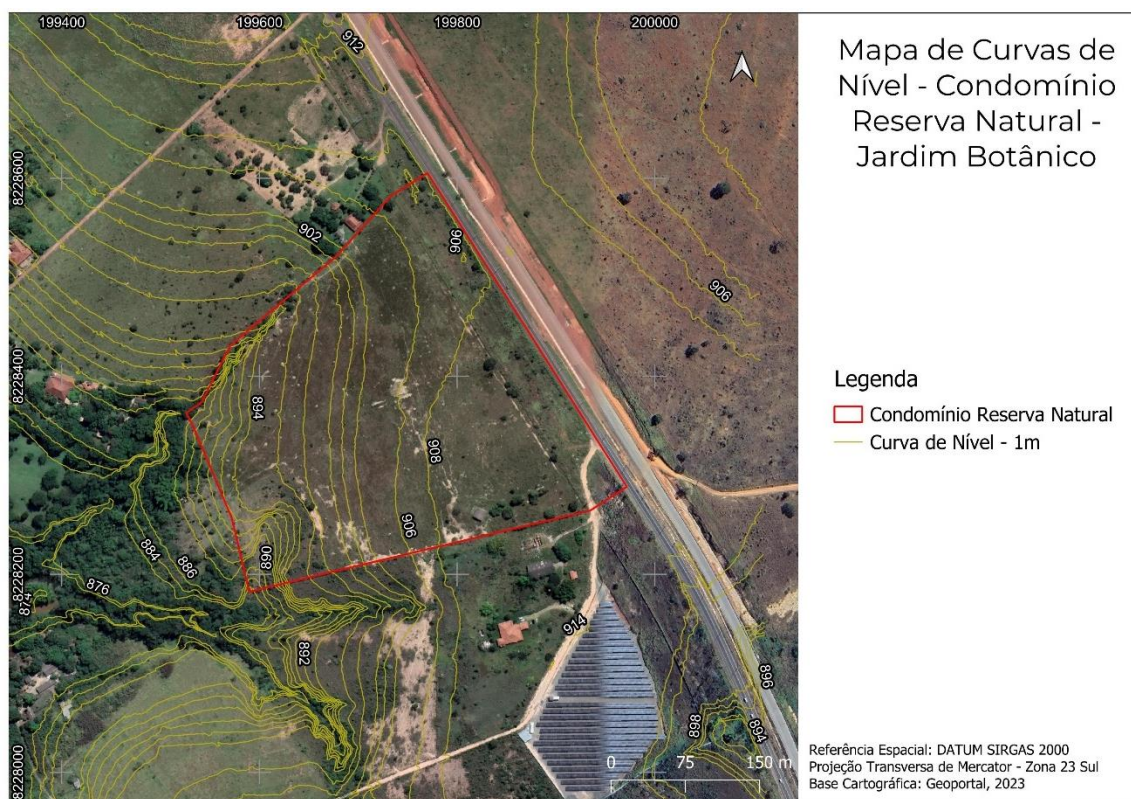 199400
199600
199800
200000
912
8228600
902
906
906
8228400
894
908
884
886
890
906
8228200
876
874
892
914
896
898
894
8228000
0
75
150 m
Mapa de Curvas de
Nível - Condomínio
Reserva Natural -
Jardim Botânico
Legenda
Condomínio Reserva Natural
Curva de Nível - 1m
Referência Espacial: DATUM SIRGAS 2000
Projeção Transversa de Mercator - Zona 23 Sul
Base Cartográfica: Geoportal, 2023